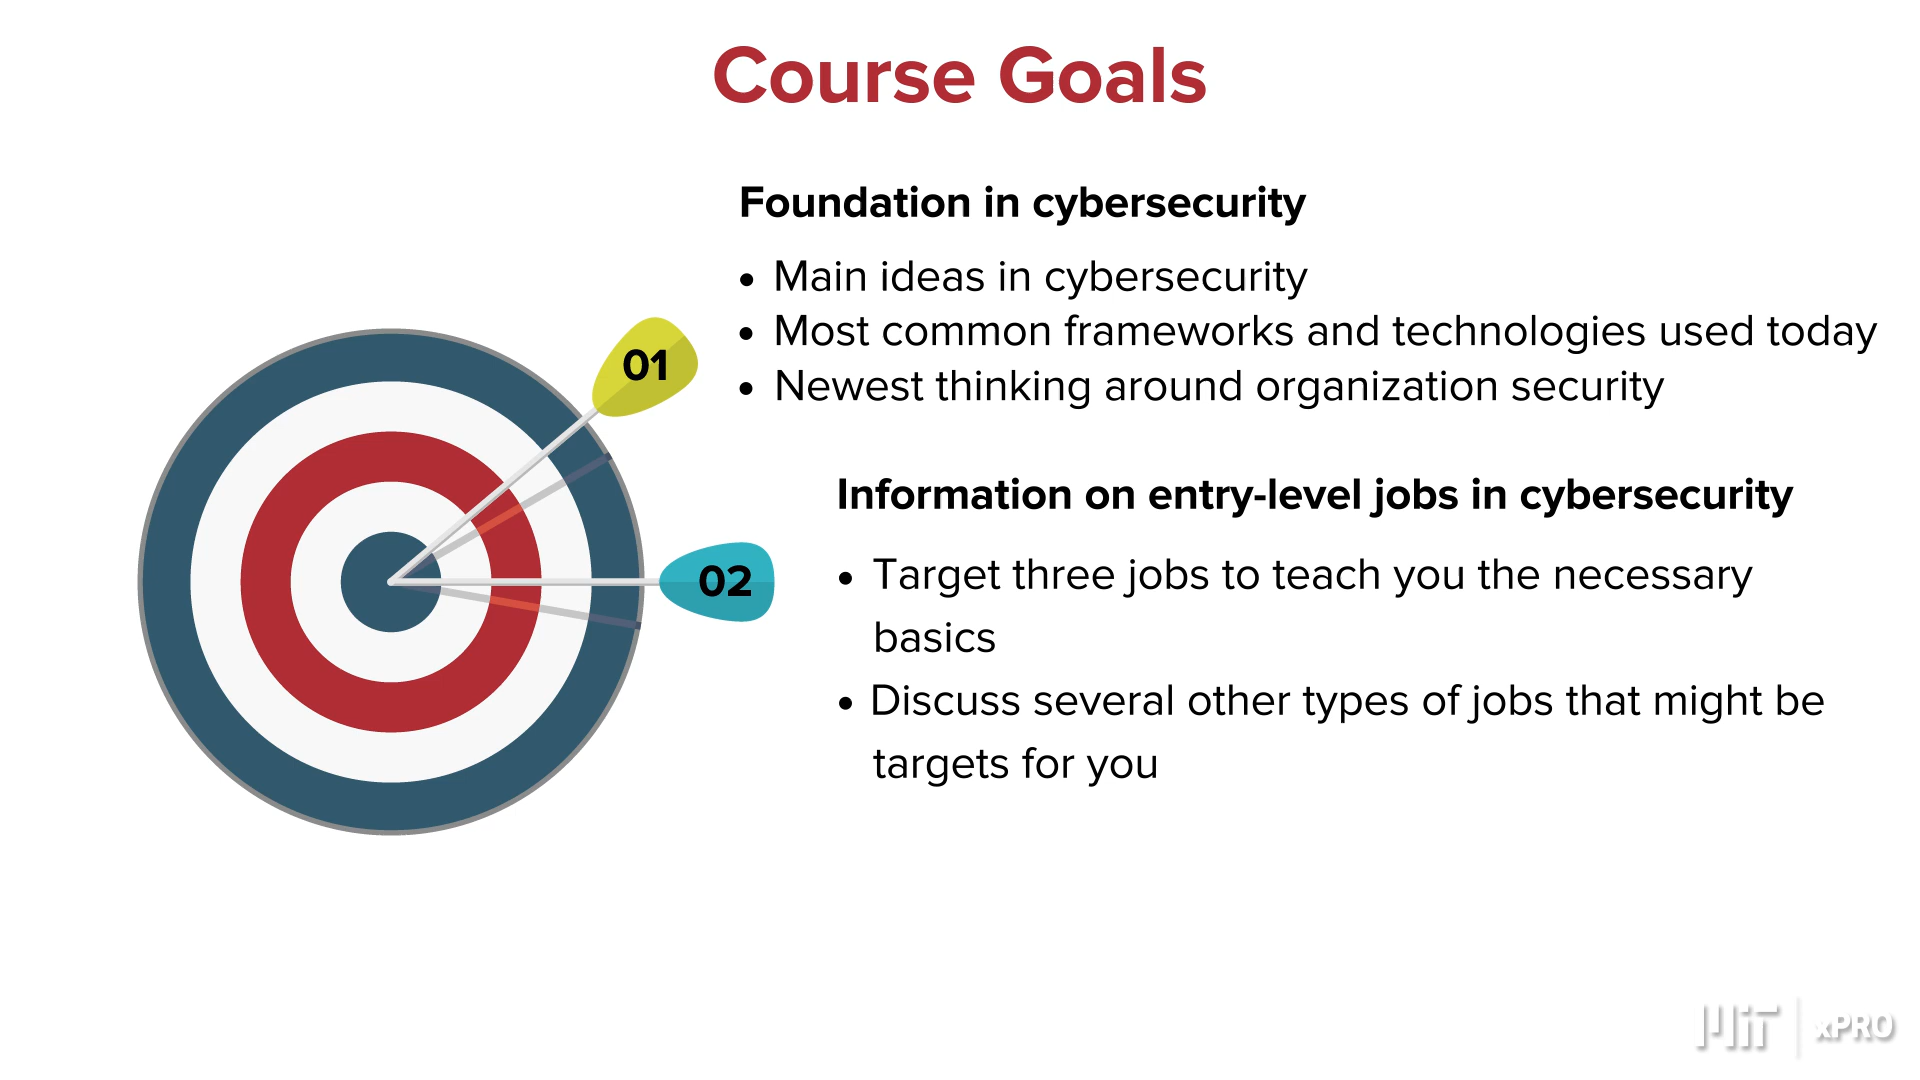 Course Goals
Foundation in cybersecurity
• Main ideas in cybersecurity
• Most common frameworks and technologies used today
• Newest thinking around organization security
01
Information on entry-level jobs in cybersecurity
• Target three jobs to teach you the necessary
basics
• Discuss several other types of jobs that might be
targets for you
02
MIT xPRO